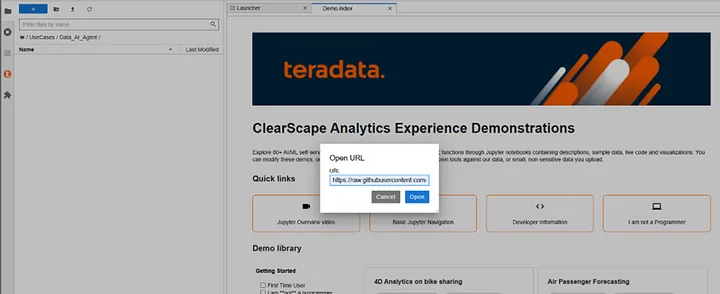 Launcher
Demo index
Filter files by name
/ UseCases / Data_AI_Agent /
Name
Last Modified
teradata.
ClearScape Analytics Experience Demonstrations
Explore 80+ AI/ML self-serv
functions through Jupyter notebooks containing descriptions, sample data, live code and visualizations. You
can modify these demos, o
own tools against our data, or small, non-sensitive data you upload.
Open URL
URL
https://raw.githubusercontent.com
Cancel
Open
Quick links
Jupyter Overview video
Basic Jupyter Navigation
Developer Information
I am not a Programmer
Demo library
Getting Started
First Time User
I am **not** a programmer
4D Analytics on bike sharing
Air Passenger Forecasting